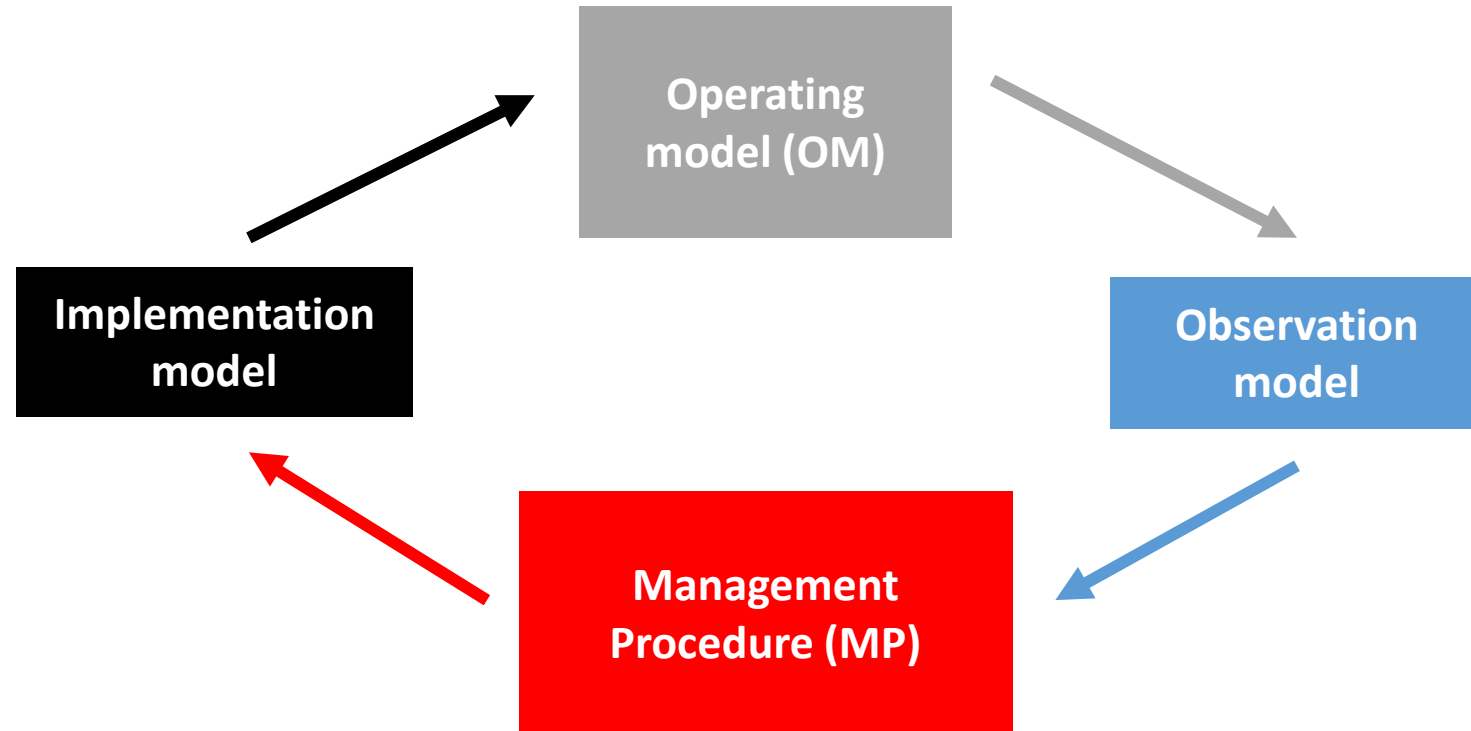 Operating
model (OM)
Implementation
model
Observation
model
Management
Procedure (MP)